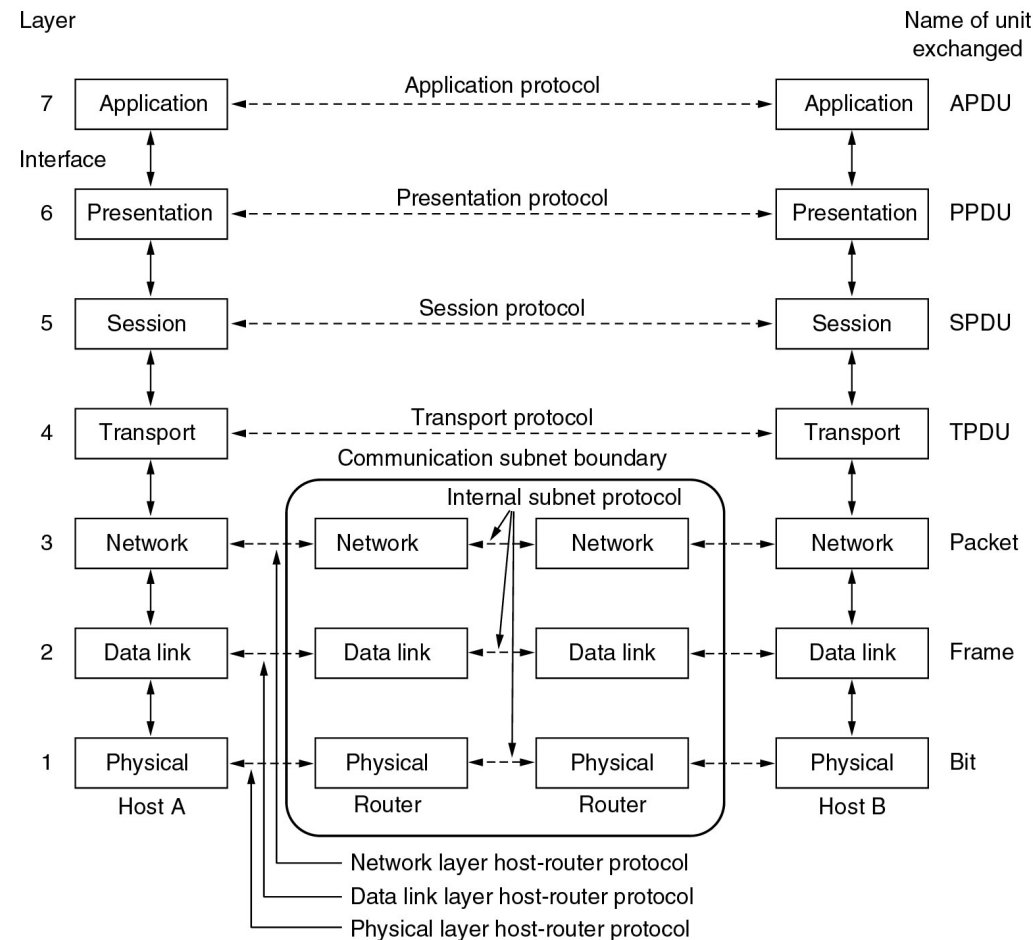 Layer
Name of unit
exchanged
7 Application Application protocol Application APDU
Interface
6 Presentation Presentation protocol Presentation PPDU
5 Session Session protocol Session SPDU
4 Transport Transport protocol Transport TPDU
Communication subnet boundary
Internal subnet protocol
3 Network Network Network Network Packet
2 Data link Data link Data link Data link Frame
1 Physical Physical Physical Physical Bit
Host A Router Router Host B
Network layer host-router protocol
Data link layer host-router protocol
Physical layer host-router protocol